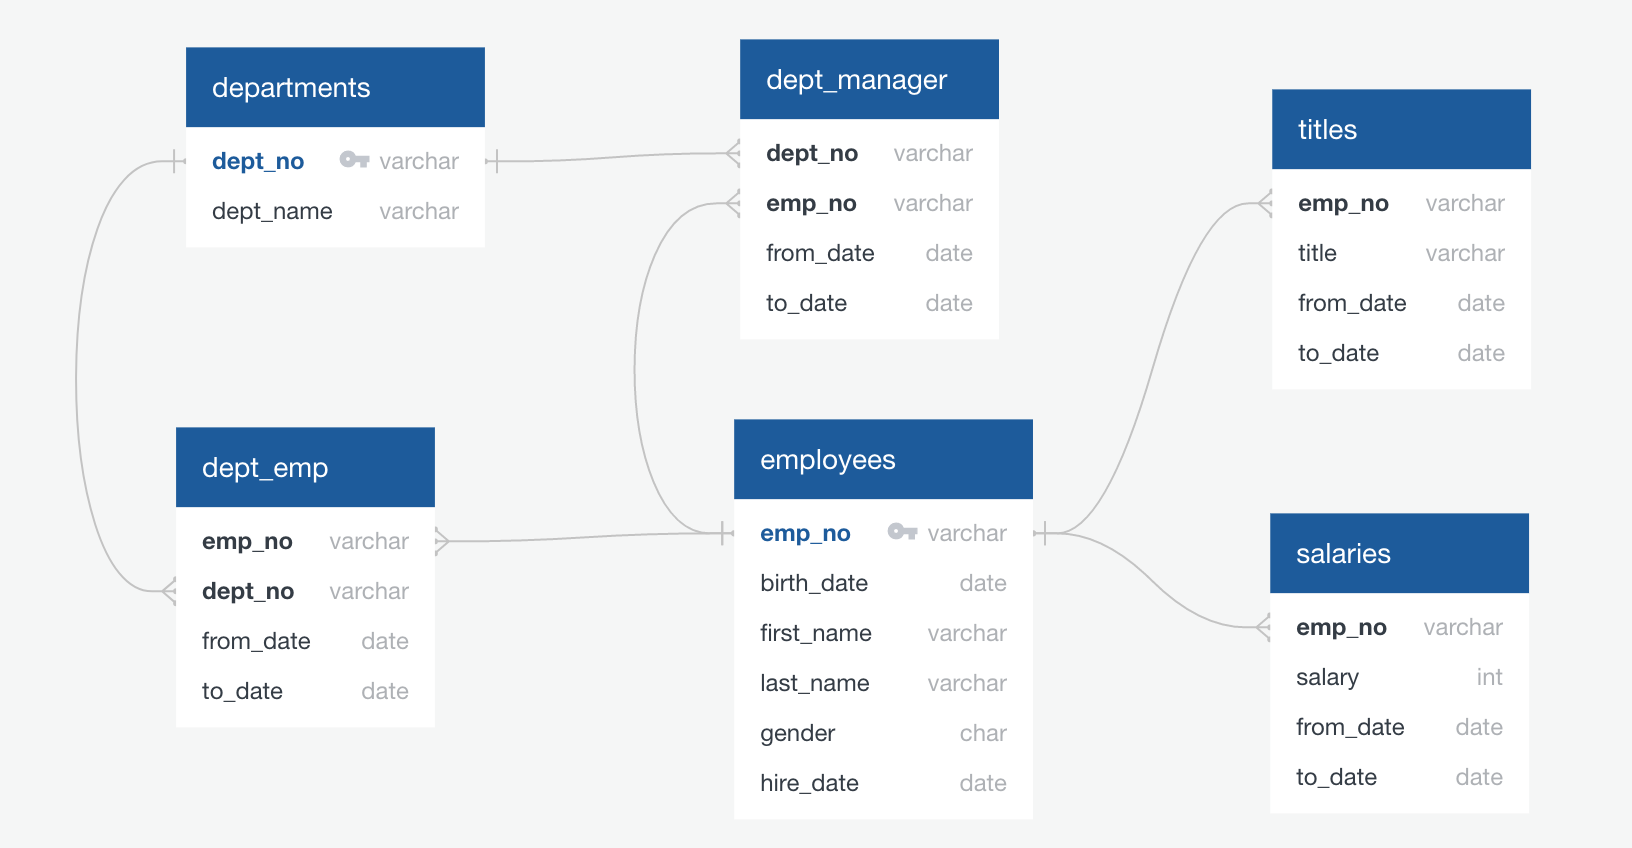 departments
dept_no varchar
dept_name varchar
dept_manager
dept_no varchar
emp_no varchar
from_date date
to_date date
titles
emp_no varchar
title varchar
from_date date
to_date date
dept_emp
emp_no varchar
dept_no varchar
from_date date
to_date date
employees
emp_no varchar
birth_date date
first_name varchar
last_name varchar
gender char
hire_date date
salaries
emp_no varchar
salary int
from_date date
to_date date